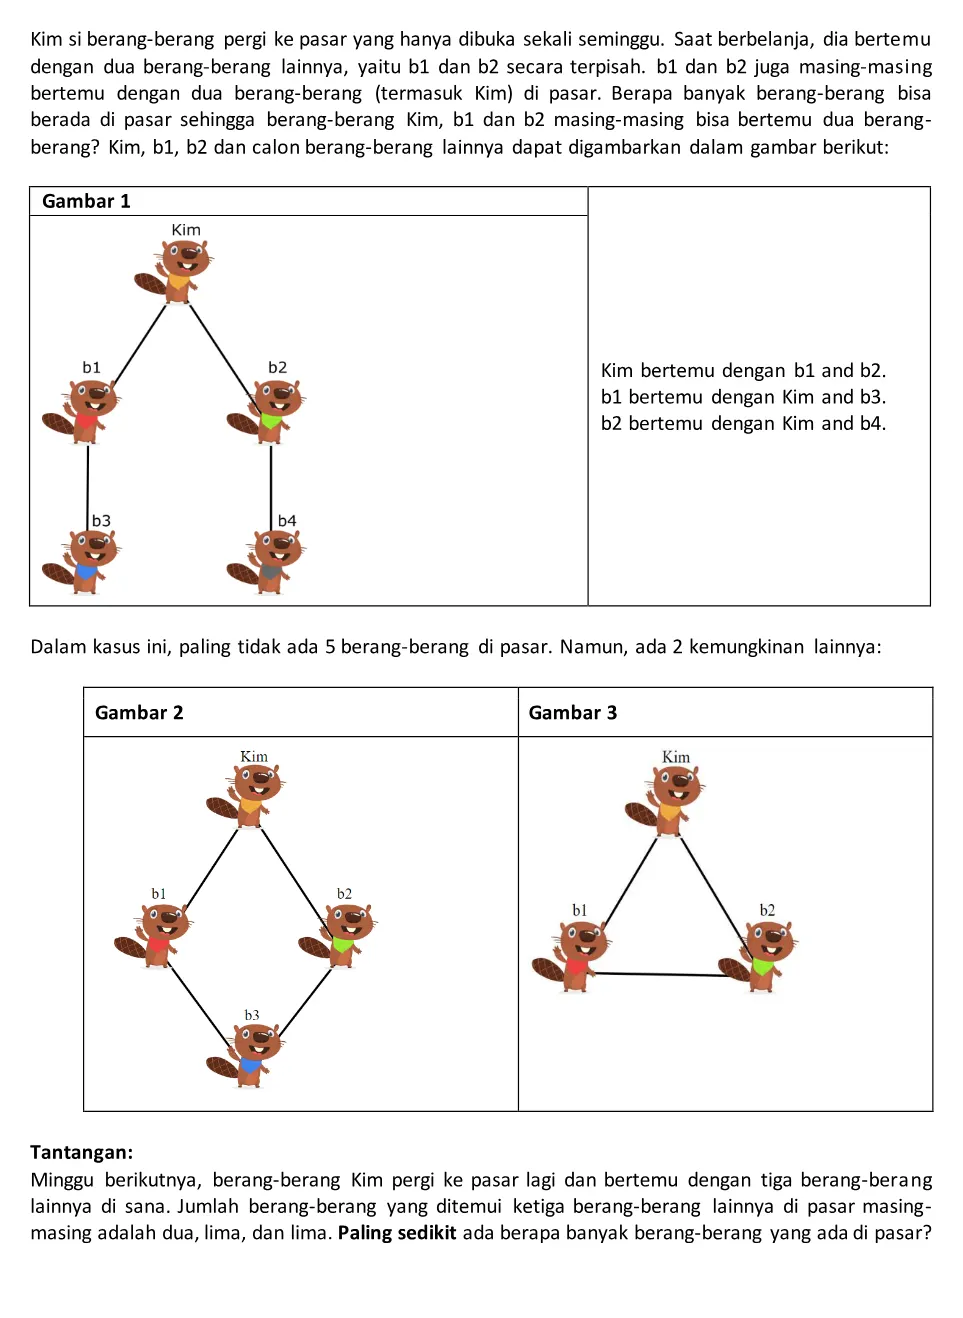 Kim si berang-berang pergi ke pasar yang hanya dibuka sekali seminggu. Saat berbelanja, dia bertemu
dengan dua berang-berang lainnya, yaitu b1 dan b2 secara terpisah. b1 dan b2 juga masing-masing
bertemu dengan dua berang-berang (termasuk Kim) di pasar. Berapa banyak berang-berang bisa
berada di pasar sehingga berang-berang Kim, b1 dan b2 masing-masing bisa bertemu dua berang-
berang? Kim, b1, b2 dan calon berang-berang lainnya dapat digambarkan dalam gambar berikut:
Gambar 1
Kim
b1
b2
b3
b4
Kim bertemu dengan b1 and b2.
b1 bertemu dengan Kim and b3.
b2 bertemu dengan Kim and b4.
Dalam kasus ini, paling tidak ada 5 berang-berang di pasar. Namun, ada 2 kemungkinan lainnya:
Gambar 2
Kim
b1
b2
b3
Gambar 3
Kim
b1
b2
Tantangan:
Minggu berikutnya, berang-berang Kim pergi ke pasar lagi dan bertemu dengan tiga berang-berang
lainnya di sana. Jumlah berang-berang yang ditemui ketiga berang-berang lainnya di pasar masing-
masing adalah dua, lima, dan lima. Paling sedikit ada berapa banyak berang-berang yang ada di pasar?